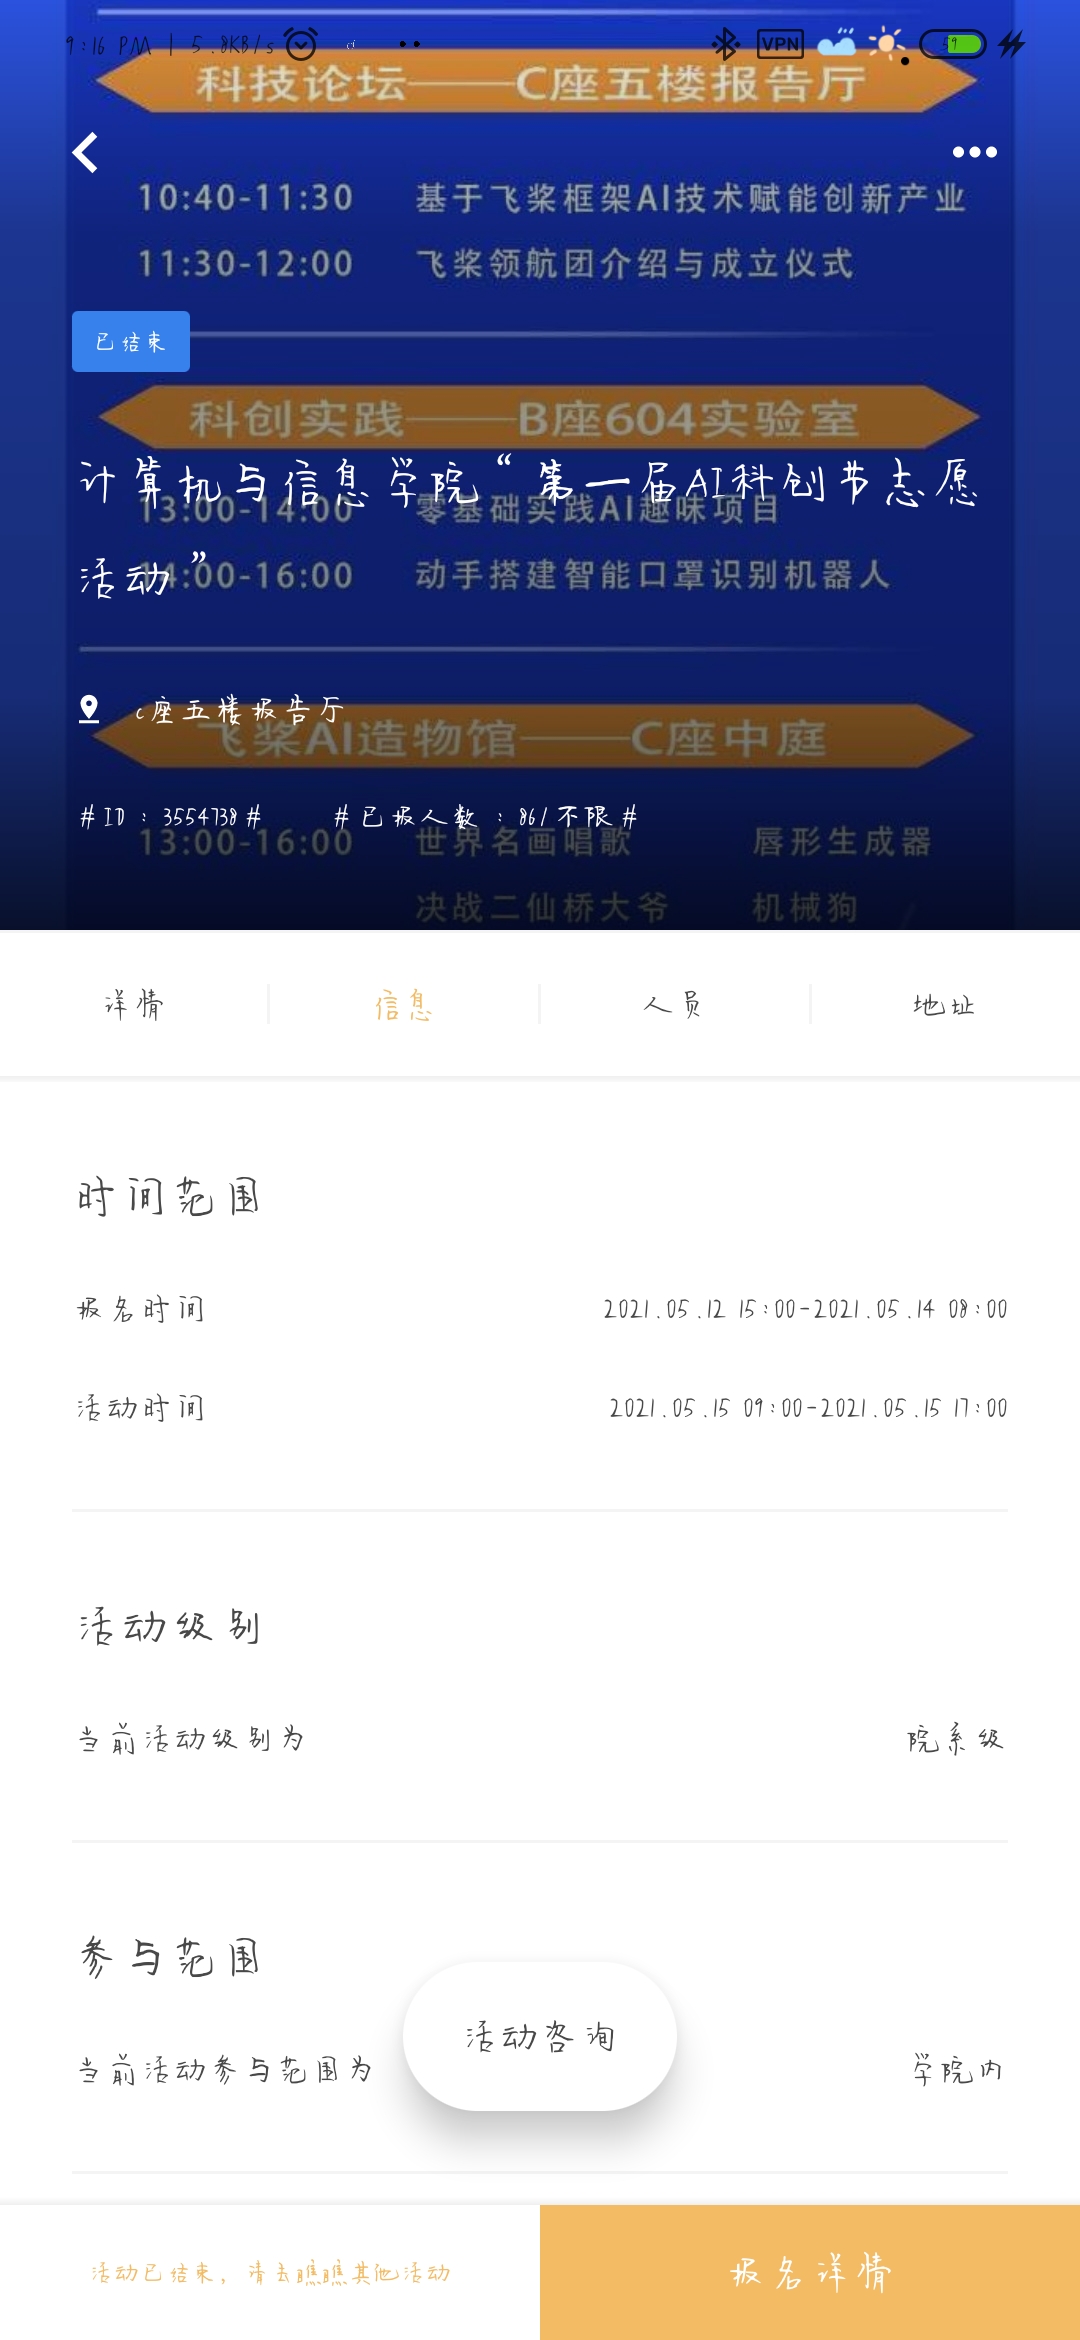 9:16 PM | 5.8KB/s
VPN
59
科技论坛——C座五楼报告厅
10:40-11:30 基于飞桨框架AI技术赋能创新产业
11:30-12:00 飞桨领航团介绍与成立仪式
已结束
科创实践——B座604实验室
计算机与信息学院“第一届AI科创节志愿
13:00-14:00 零基础实践AI趣味项目
活动”
14:00-16:00 动手搭建智能口罩识别机器人
c座五楼报告厅
飞桨AI造物馆——C座中庭
#ID：3554738# #已报人数：86/不限#
13:00-16:00 世界名画唱歌 唇形生成器
决战二仙桥大爷 机械狗
详情 信息 人员 地址
时间范围
报名时间 2021.05.12 15:00-2021.05.14 08:00
活动时间 2021.05.15 09:00-2021.05.15 17:00
活动级别
当前活动级别为 院系级
参与范围
活动咨询
当前活动参与范围为 学院内
活动已结束，请去瞧瞧其他活动 报名详情